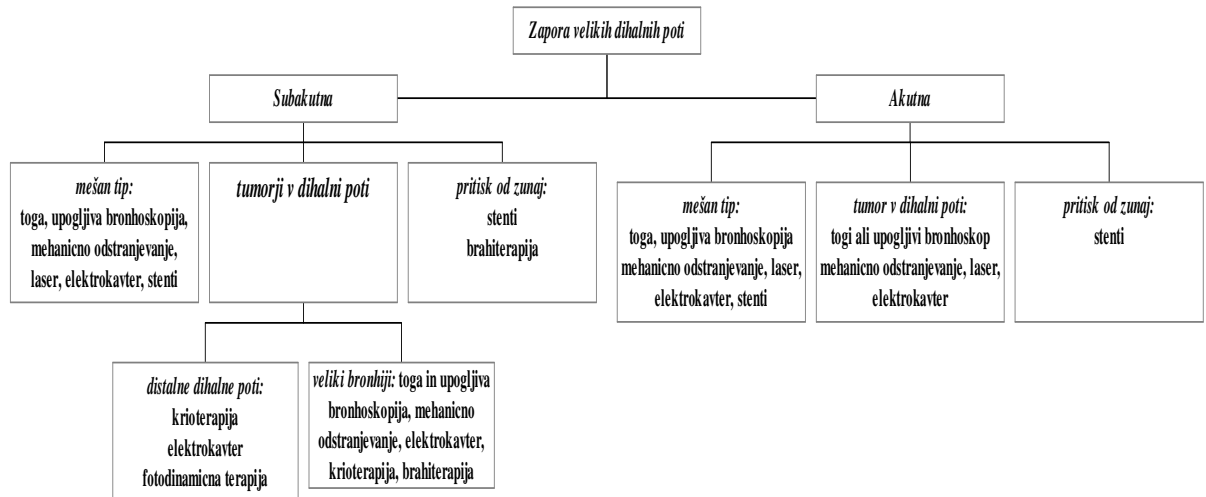 Zapora velikih dihalnih poti
Subakutna
Akutna
mešan tip:
toga, upogljiva bronhoskopija,
mehanicno odstranjevanje,
laser, elektrokavter, stenti
tumorji v dihalni poti
pritisk od zunaj:
stenti
brahiterapija
mešan tip:
toga, upogljiva bronhoskopija
mehanicno odstranjevanje, laser,
elektrokavter, stenti
tumor v dihalni poti:
togi ali upogljivi bronhoskop
mehanicno odstranjevanje, laser,
elektrokavter
pritisk od zunaj:
stenti
distalne dihalne poti:
krioterapija
elektrokavter
fotodinamicna terapija
veliki bronhiji: toga in upogljiva
bronhoskopija, mehanicno
odstranjevanje, elektrokavter,
krioterapija, brahiterapija